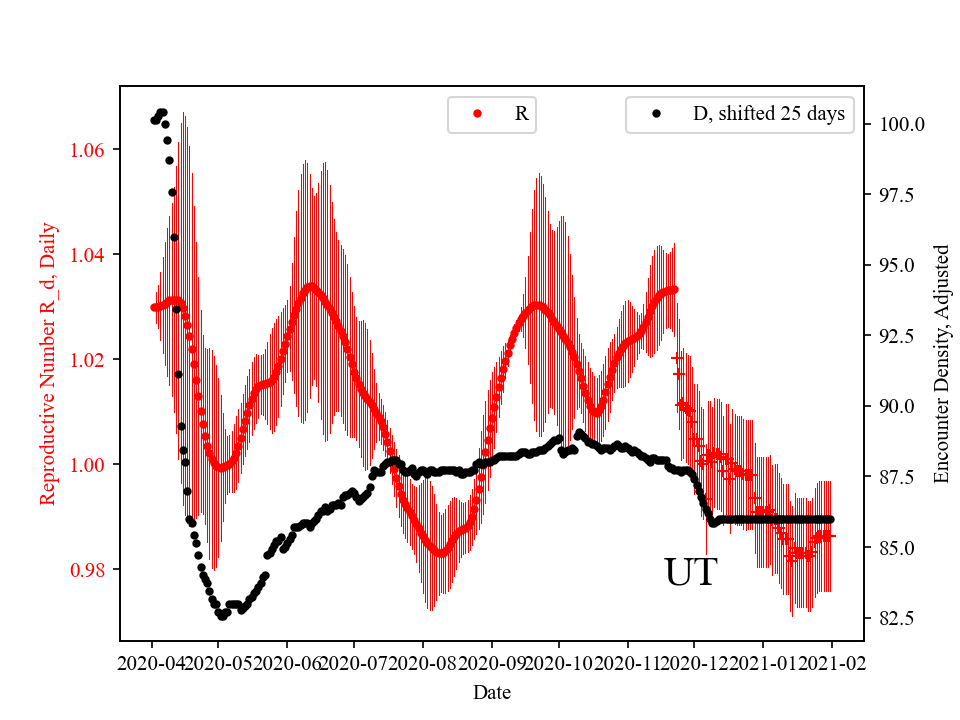 R
D, shifted 25 days
1.06
1.04
1.02
1.00
0.98
Reproductive Number R_d, Daily
100.0
97.5
95.0
92.5
90.0
87.5
85.0
82.5
Encounter Density, Adjusted
UT
2020-04 2020-05 2020-06 2020-07 2020-08 2020-09 2020-10 2020-11 2020-12 2021-01 2021-02
Date